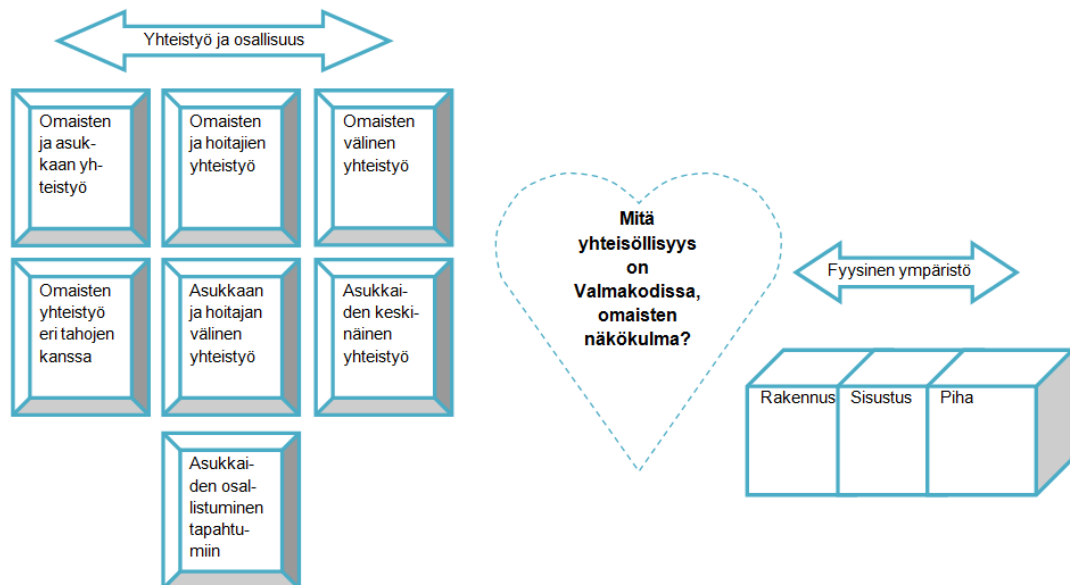 Yhteistyö ja osallisuus
Omaisten
ja asuk-
kaan yh-
teistyö
Omaisten
ja hoitajien
yhteistyö
Omaisten
välinen
yhteistyö
Omaisten
yhteistyö
eri tahojen
kanssa
Asukkaan
ja hoitajan
välinen
yhteistyö
Asukkai-
den keski-
näinen
yhteistyö
Asukkai-
den osal-
listuminen
tapahtu-
miin
Mitä
yhteisöllisyys
on
Valmakodissa,
omaisten
näkökulma?
Fyysinen ympäristö
Rakennus
Sisustus
Piha